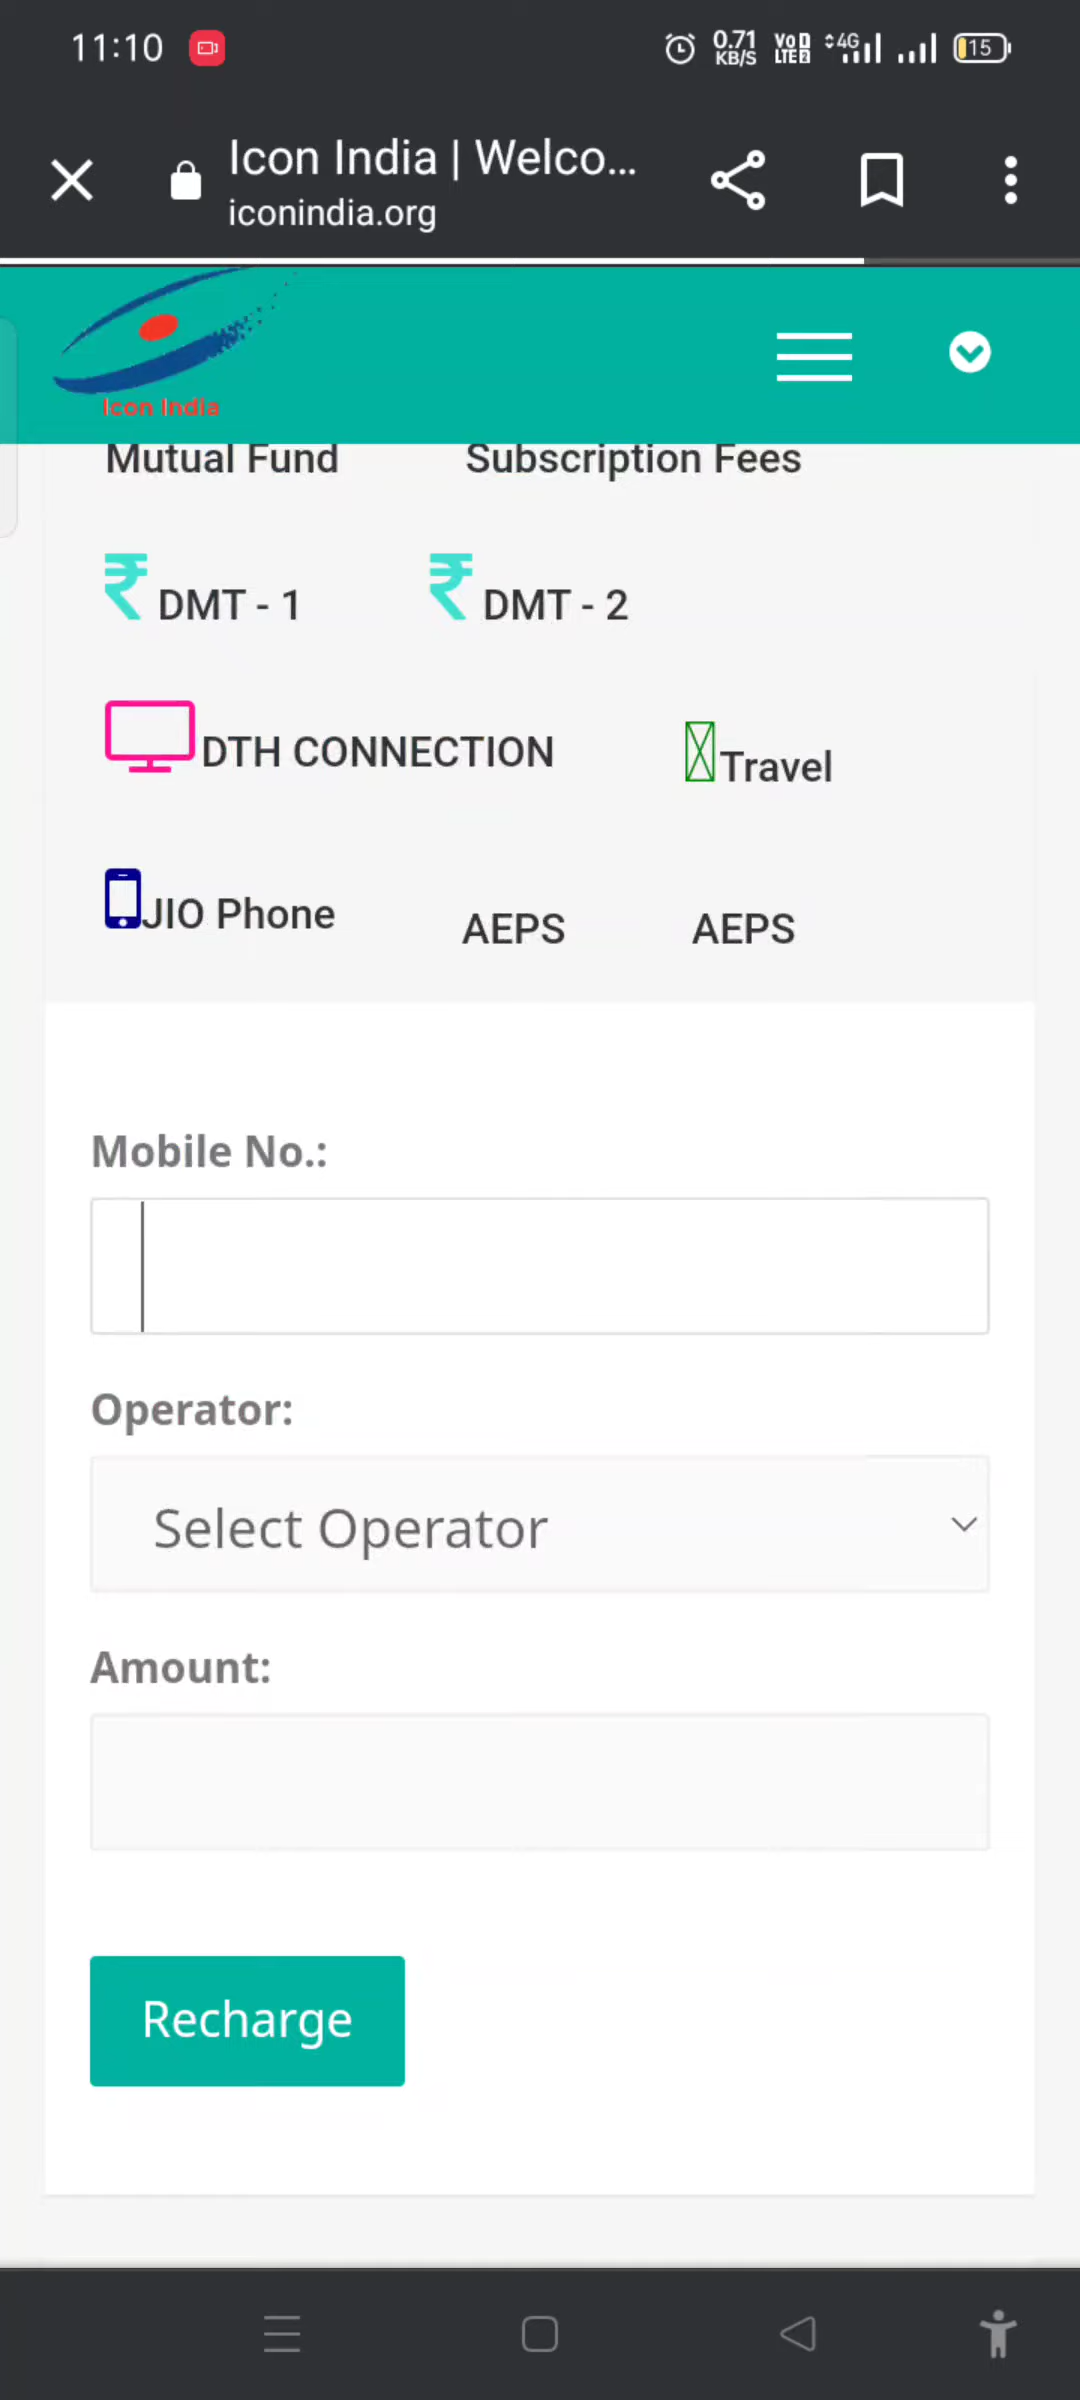 11:10 0.71 KB/S Vo LTE 2 4G 15
Icon India | Welco...
iconindia.org
Icon India
Mutual Fund Subscription Fees
₹ DMT - 1 ₹ DMT - 2
DTH CONNECTION Travel
JIO Phone AEPS AEPS
Mobile No.:
Operator:
Select Operator
Amount:
Recharge